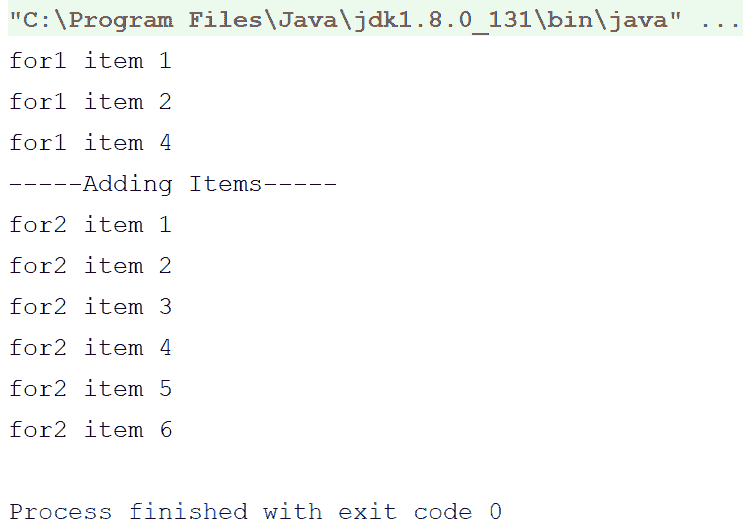 "C:\Program Files\Java\jdk1.8.0_131\bin\java" ...
for1 item 1
for1 item 2
for1 item 4
-----Adding Items-----
for2 item 1
for2 item 2
for2 item 3
for2 item 4
for2 item 5
for2 item 6
Process finished with exit code 0